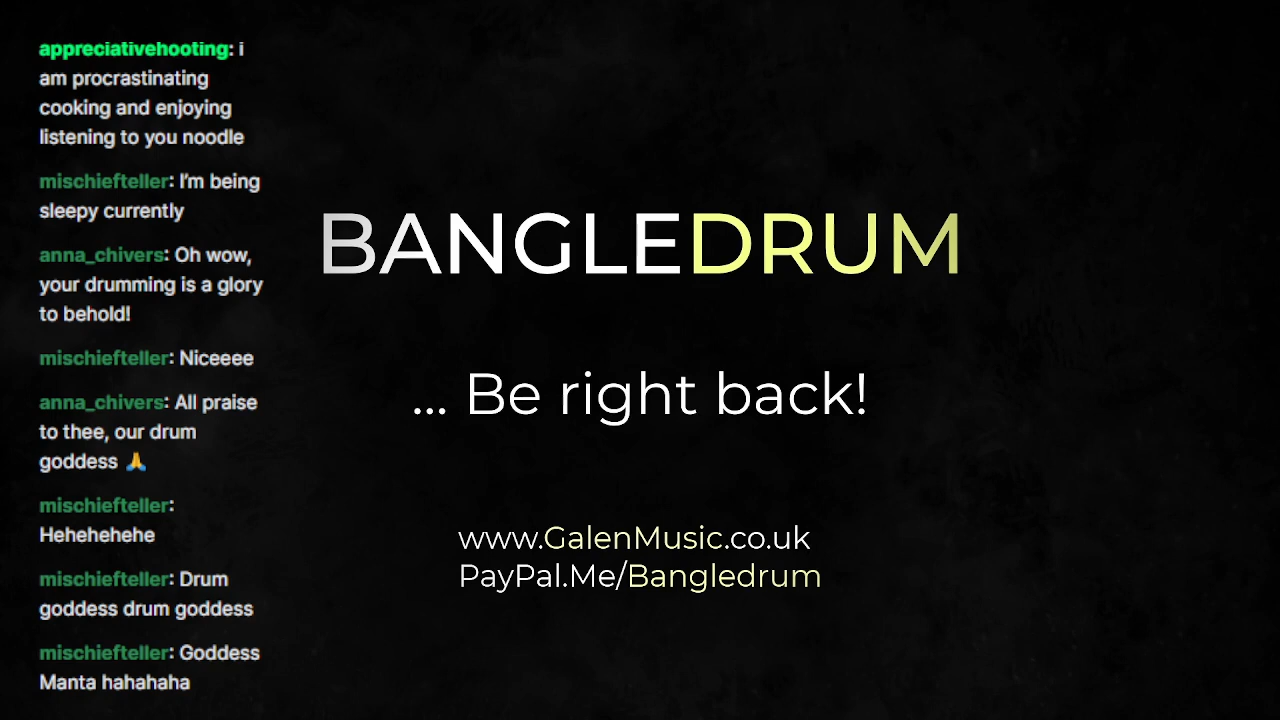 appreciativehooting: i
am procrastinating
cooking and enjoying
listening to you noodle
mischiefteller: I'm being
sleepy currently
anna_chivers: Oh wow,
your drumming is a glory
to behold!
mischiefteller: Niceeee
anna_chivers: All praise
to thee, our drum
goddess 🙏
mischiefteller:
Hehehehehe
mischiefteller: Drum
goddess drum goddess
mischiefteller: Goddess
Manta hahahaha
BANGLEDRUM
... Be right back!
www.GalenMusic.co.uk
PayPal.Me/Bangledrum